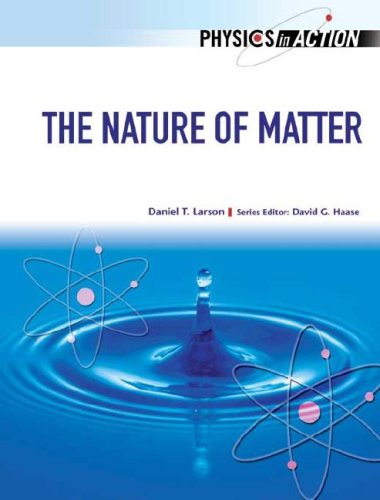 PHYSICS in ACTION
THE NATURE OF MATTER
Daniel T. Larson | Series Editor: David G. Haase